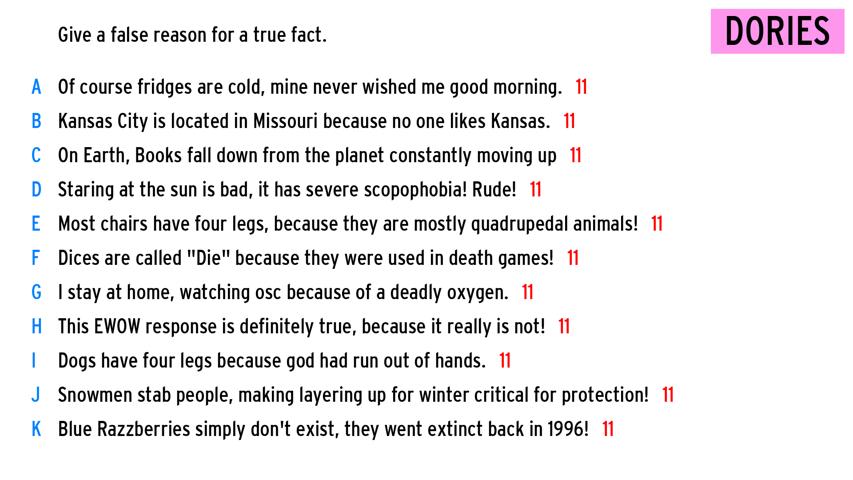 Give a false reason for a true fact.
DORIES
A Of course fridges are cold, mine never wished me good morning. 11
B Kansas City is located in Missouri because no one likes Kansas. 11
C On Earth, Books fall down from the planet constantly moving up 11
D Staring at the sun is bad, it has severe scopophobia! Rude! 11
E Most chairs have four legs, because they are mostly quadrupedal animals! 11
F Dices are called "Die" because they were used in death games! 11
G I stay at home, watching osc because of a deadly oxygen. 11
H This EWOW response is definitely true, because it really is not! 11
I Dogs have four legs because god had run out of hands. 11
J Snowmen stab people, making layering up for winter critical for protection! 11
K Blue Razzberries simply don't exist, they went extinct back in 1996! 11